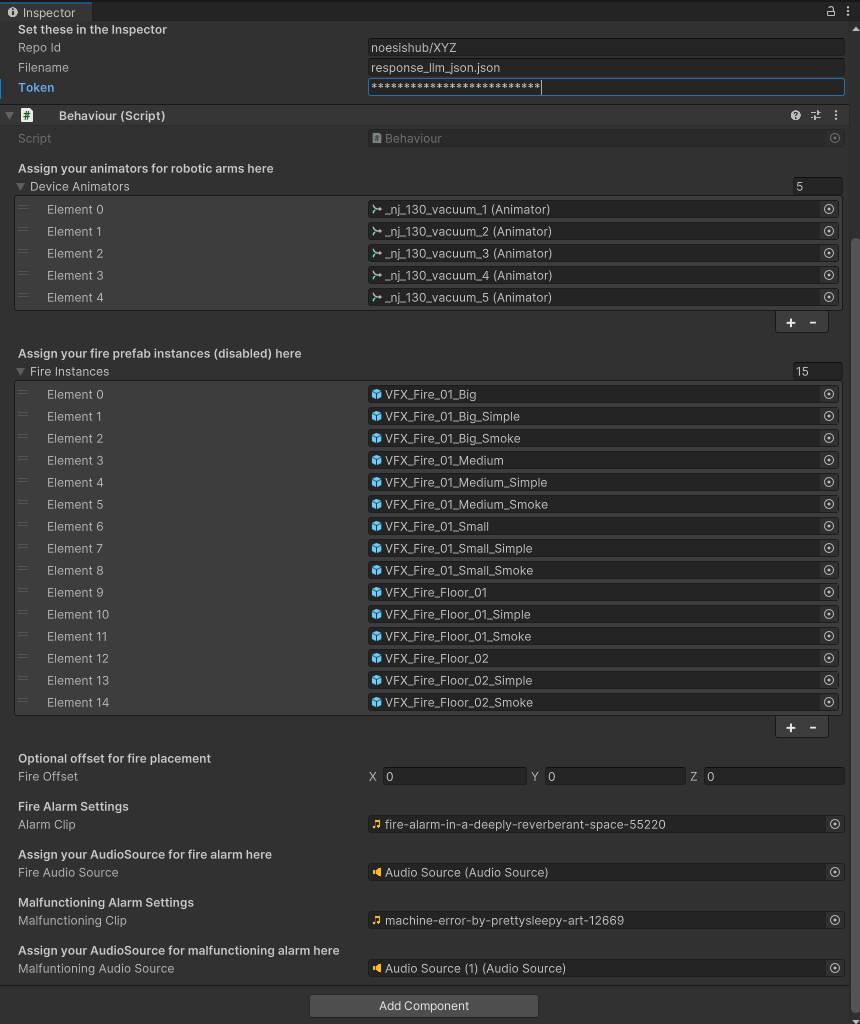 Inspector
Set these in the Inspector
Repo Id noesishub/XYZ
Filename response_llm_json.json
Token **************************
# Behaviour (Script)
Script # Behaviour
Assign your animators for robotic arms here
Device Animators 5
Element 0 _nj_130_vacuum_1 (Animator)
Element 1 _nj_130_vacuum_2 (Animator)
Element 2 _nj_130_vacuum_3 (Animator)
Element 3 _nj_130_vacuum_4 (Animator)
Element 4 _nj_130_vacuum_5 (Animator)
+ -
Assign your fire prefab instances (disabled) here
Fire Instances 15
Element 0 VFX_Fire_01_Big
Element 1 VFX_Fire_01_Big_Simple
Element 2 VFX_Fire_01_Big_Smoke
Element 3 VFX_Fire_01_Medium
Element 4 VFX_Fire_01_Medium_Simple
Element 5 VFX_Fire_01_Medium_Smoke
Element 6 VFX_Fire_01_Small
Element 7 VFX_Fire_01_Small_Simple
Element 8 VFX_Fire_01_Small_Smoke
Element 9 VFX_Fire_Floor_01
Element 10 VFX_Fire_Floor_01_Simple
Element 11 VFX_Fire_Floor_01_Smoke
Element 12 VFX_Fire_Floor_02
Element 13 VFX_Fire_Floor_02_Simple
Element 14 VFX_Fire_Floor_02_Smoke
+ -
Optional offset for fire placement
Fire Offset X 0 Y 0 Z 0
Fire Alarm Settings
Alarm Clip fire-alarm-in-a-deeply-reverberant-space-55220
Assign your AudioSource for fire alarm here
Fire Audio Source Audio Source (Audio Source)
Malfunctioning Alarm Settings
Malfunctioning Clip machine-error-by-prettysleepy-art-12669
Assign your AudioSource for malfunctioning alarm here
Malfuntioning Audio Source Audio Source (1) (Audio Source)
Add Component